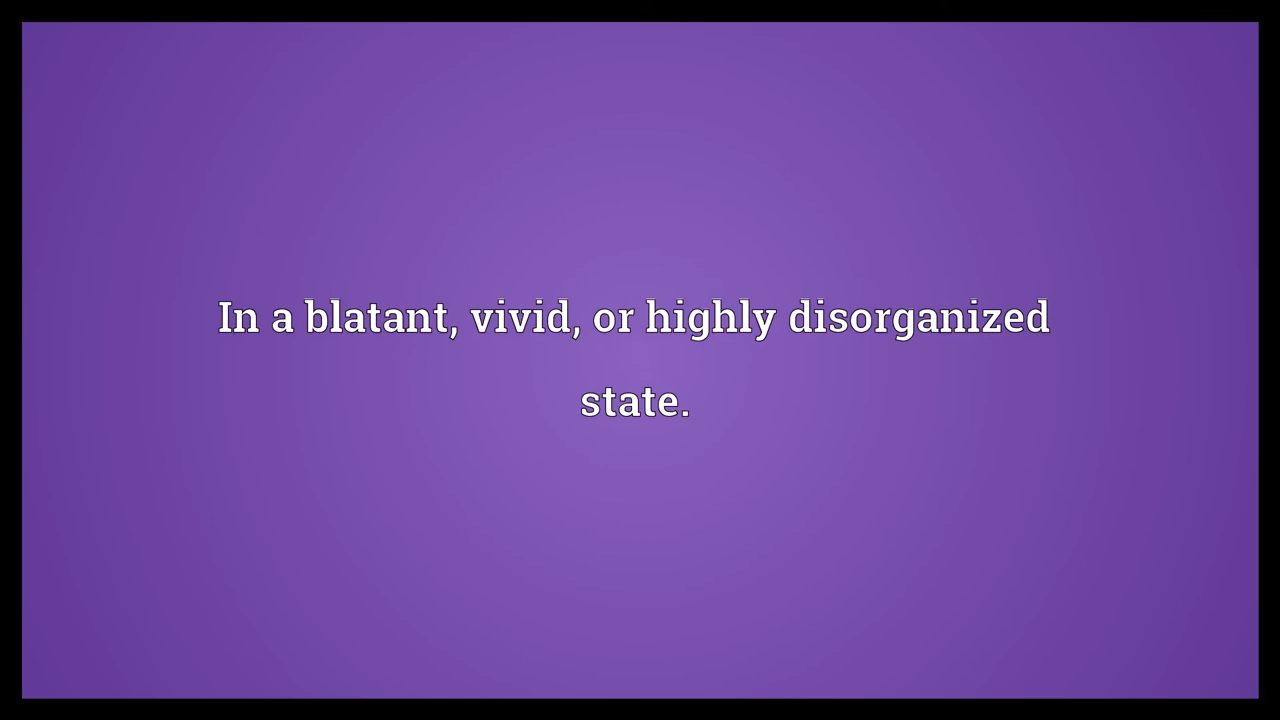 In a blatant, vivid, or highly disorganized
state.